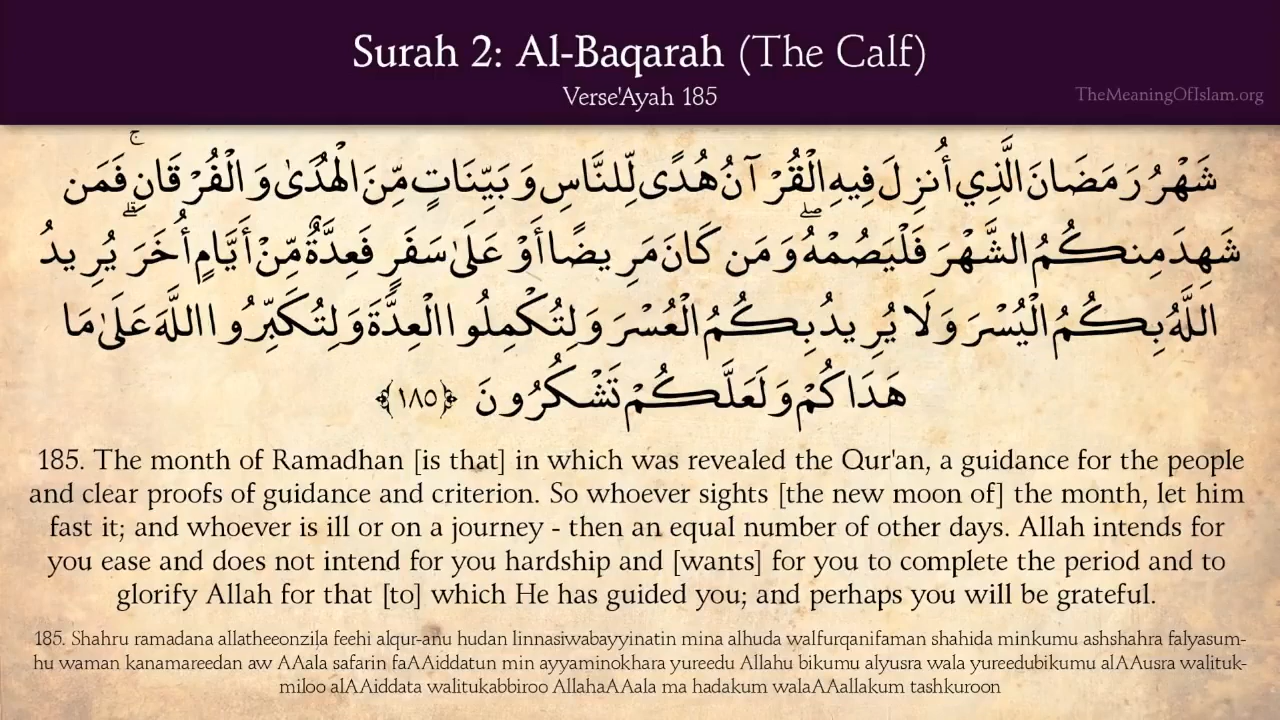 Surah 2: Al-Baqarah (The Calf)
Verse'Ayah 185
TheMeaningOfIslam.org
شَهْرُ رَمَضَانَ الَّذِي أُنزِلَ فِيهِ الْقُرْآنُ هُدًى لِّلنَّاسِ وَبَيِّنَاتٍ مِّنَ الْهُدَىٰ وَالْفُرْقَانِ ۚ فَمَن
شَهِدَ مِنكُمُ الشَّهْرَ فَلْيَصُمْهُ ۖ وَمَن كَانَ مَرِيضًا أَوْ عَلَىٰ سَفَرٍ فَعِدَّةٌ مِّنْ أَيَّامٍ أُخَرَ ۗ يُرِيدُ
اللَّهُ بِكُمُ الْيُسْرَ وَلَا يُرِيدُ بِكُمُ الْعُسْرَ وَلِتُكْمِلُوا الْعِدَّةَ وَلِتُكَبِّرُوا اللَّهَ عَلَىٰ مَا
هَدَاكُمْ وَلَعَلَّكُمْ تَشْكُرُونَ ﴿١٨٥﴾
185. The month of Ramadhan [is that] in which was revealed the Qur'an, a guidance for the people
and clear proofs of guidance and criterion. So whoever sights [the new moon of] the month, let him
fast it; and whoever is ill or on a journey - then an equal number of other days. Allah intends for
you ease and does not intend for you hardship and [wants] for you to complete the period and to
glorify Allah for that [to] which He has guided you; and perhaps you will be grateful.
185. Shahru ramadana allatheeonzila feehi alqur-anu hudan linnasiwabayyinatin mina alhuda walfurqanifaman shahida minkumu ashshahra falyasum-
hu waman kanamareedan aw AAala safarin faAAiddatun min ayyaminokhara yureedu Allahu bikumu alyusra wala yureedubikumu alAAusra walituk-
miloo alAAiddata walitukabbiroo AllahaAAala ma hadakum walaAAallakum tashkuroon